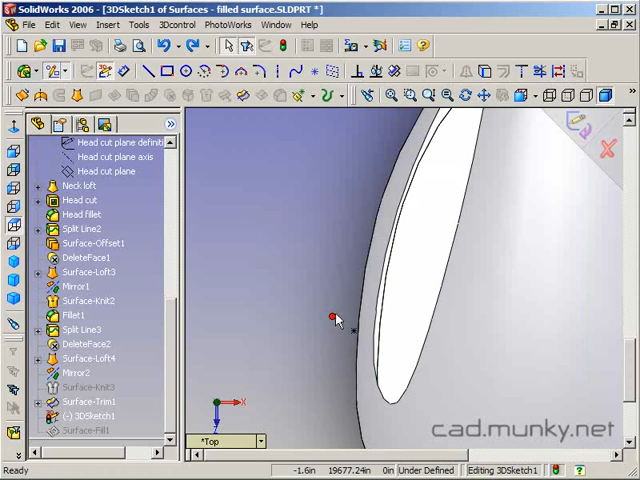 SolidWorks 2006 - [3DSketch1 of Surfaces - filled surface.SLDPRT *]
File Edit View Insert Tools 3Dcontrol PhotoWorks Window Help
Head cut plane definiti
Head cut plane axis
Head cut plane
Neck loft
Head cut
Head fillet
Split Line2
Surface-Offset1
DeleteFace1
Surface-Loft3
Mirror1
Surface-Knit2
Fillet1
Split Line3
DeleteFace2
Surface-Loft4
Mirror2
Surface-Knit3
Surface-Trim1
(-) 3DSketch1
Surface-Fill1
X
Z
*Top
cad.munky.net
Ready -1.6in 19677.24in 0in Under Defined Editing 3DSketch1